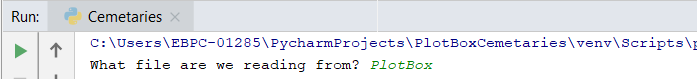 Run: Cemetaries
C:\Users\EBPC-01285\PycharmProjects\PlotBoxCemetaries\venv\Scripts\
What file are we reading from? PlotBox